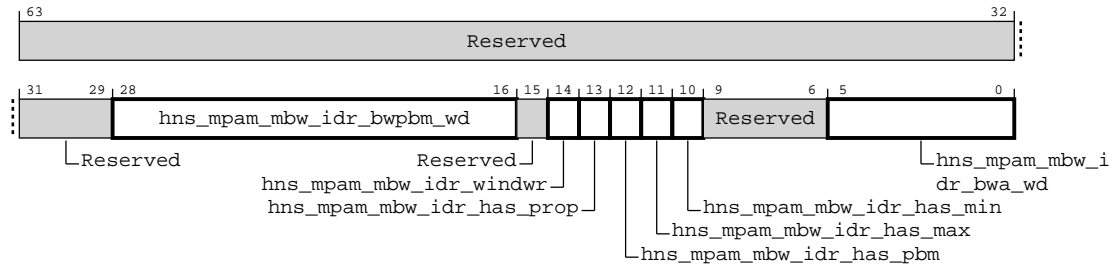 63 32
Reserved
31 29 28 16 15 14 13 12 11 10 9 6 5 0
hns_mpam_mbw_idr_bwpbm_wd Reserved
Reserved Reserved hns_mpam_mbw_i
hns_mpam_mbw_idr_windwr dr_bwa_wd
hns_mpam_mbw_idr_has_prop hns_mpam_mbw_idr_has_min
hns_mpam_mbw_idr_has_max
hns_mpam_mbw_idr_has_pbm